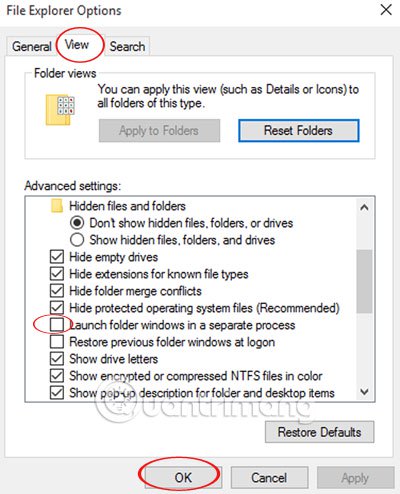 File Explorer Options
General View Search
Folder views
You can apply this view (such as Details or Icons) to
all folders of this type.
Apply to Folders Reset Folders
Advanced settings:
Hidden files and folders
Don't show hidden files, folders, or drives
Show hidden files, folders, and drives
Hide empty drives
Hide extensions for known file types
Hide folder merge conflicts
Hide protected operating system files (Recommended)
Launch folder windows in a separate process
Restore previous folder windows at logon
Show drive letters
Show encrypted or compressed NTFS files in color
Show pop-up description for folder and desktop items
Quantrimang
Restore Defaults
OK Cancel Apply